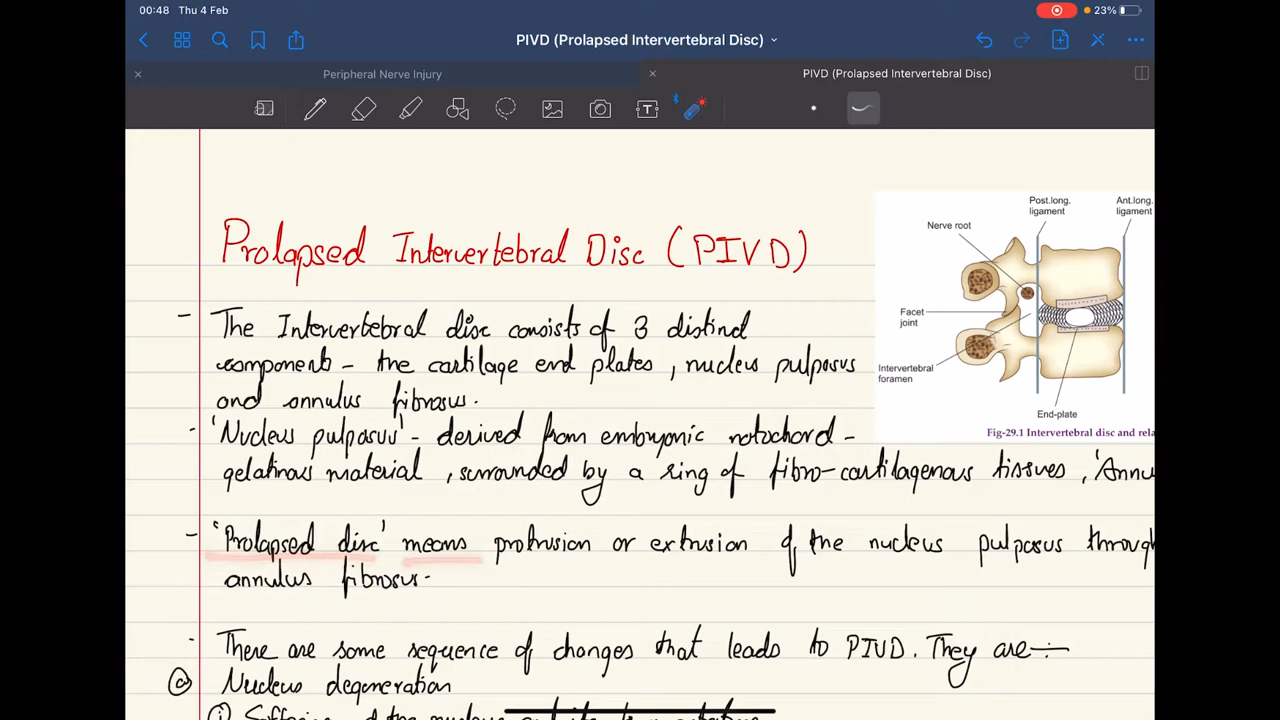 00:48 Thu 4 Feb
23%
PIVD (Prolapsed Intervertebral Disc)
Peripheral Nerve Injury
PIVD (Prolapsed Intervertebral Disc)
Prolapsed Intervertebral Disc (PIVD)
Post.long. ligament
Ant.long. ligament
Nerve root
Facet joint
Intervertebral foramen
End-plate
Fig-29.1 Intervertebral disc and rela
- The Intervertebral disc consists of 3 distinct
components - the cartilage end plates, nucleus pulposus
and annulus fibrosus.
- 'Nucleus pulposus' - derived from embryonic notochord -
gelatinous material, surrounded by a ring of fibro-cartilagenous tissues, 'Annu
- 'Prolapsed disc' means protrusion or extrusion of the nucleus pulposus through
annulus fibrosus.
- There are some sequence of changes that leads to PIVD. They are :-
(a) Nucleus degeneration
(i) of the nucleus